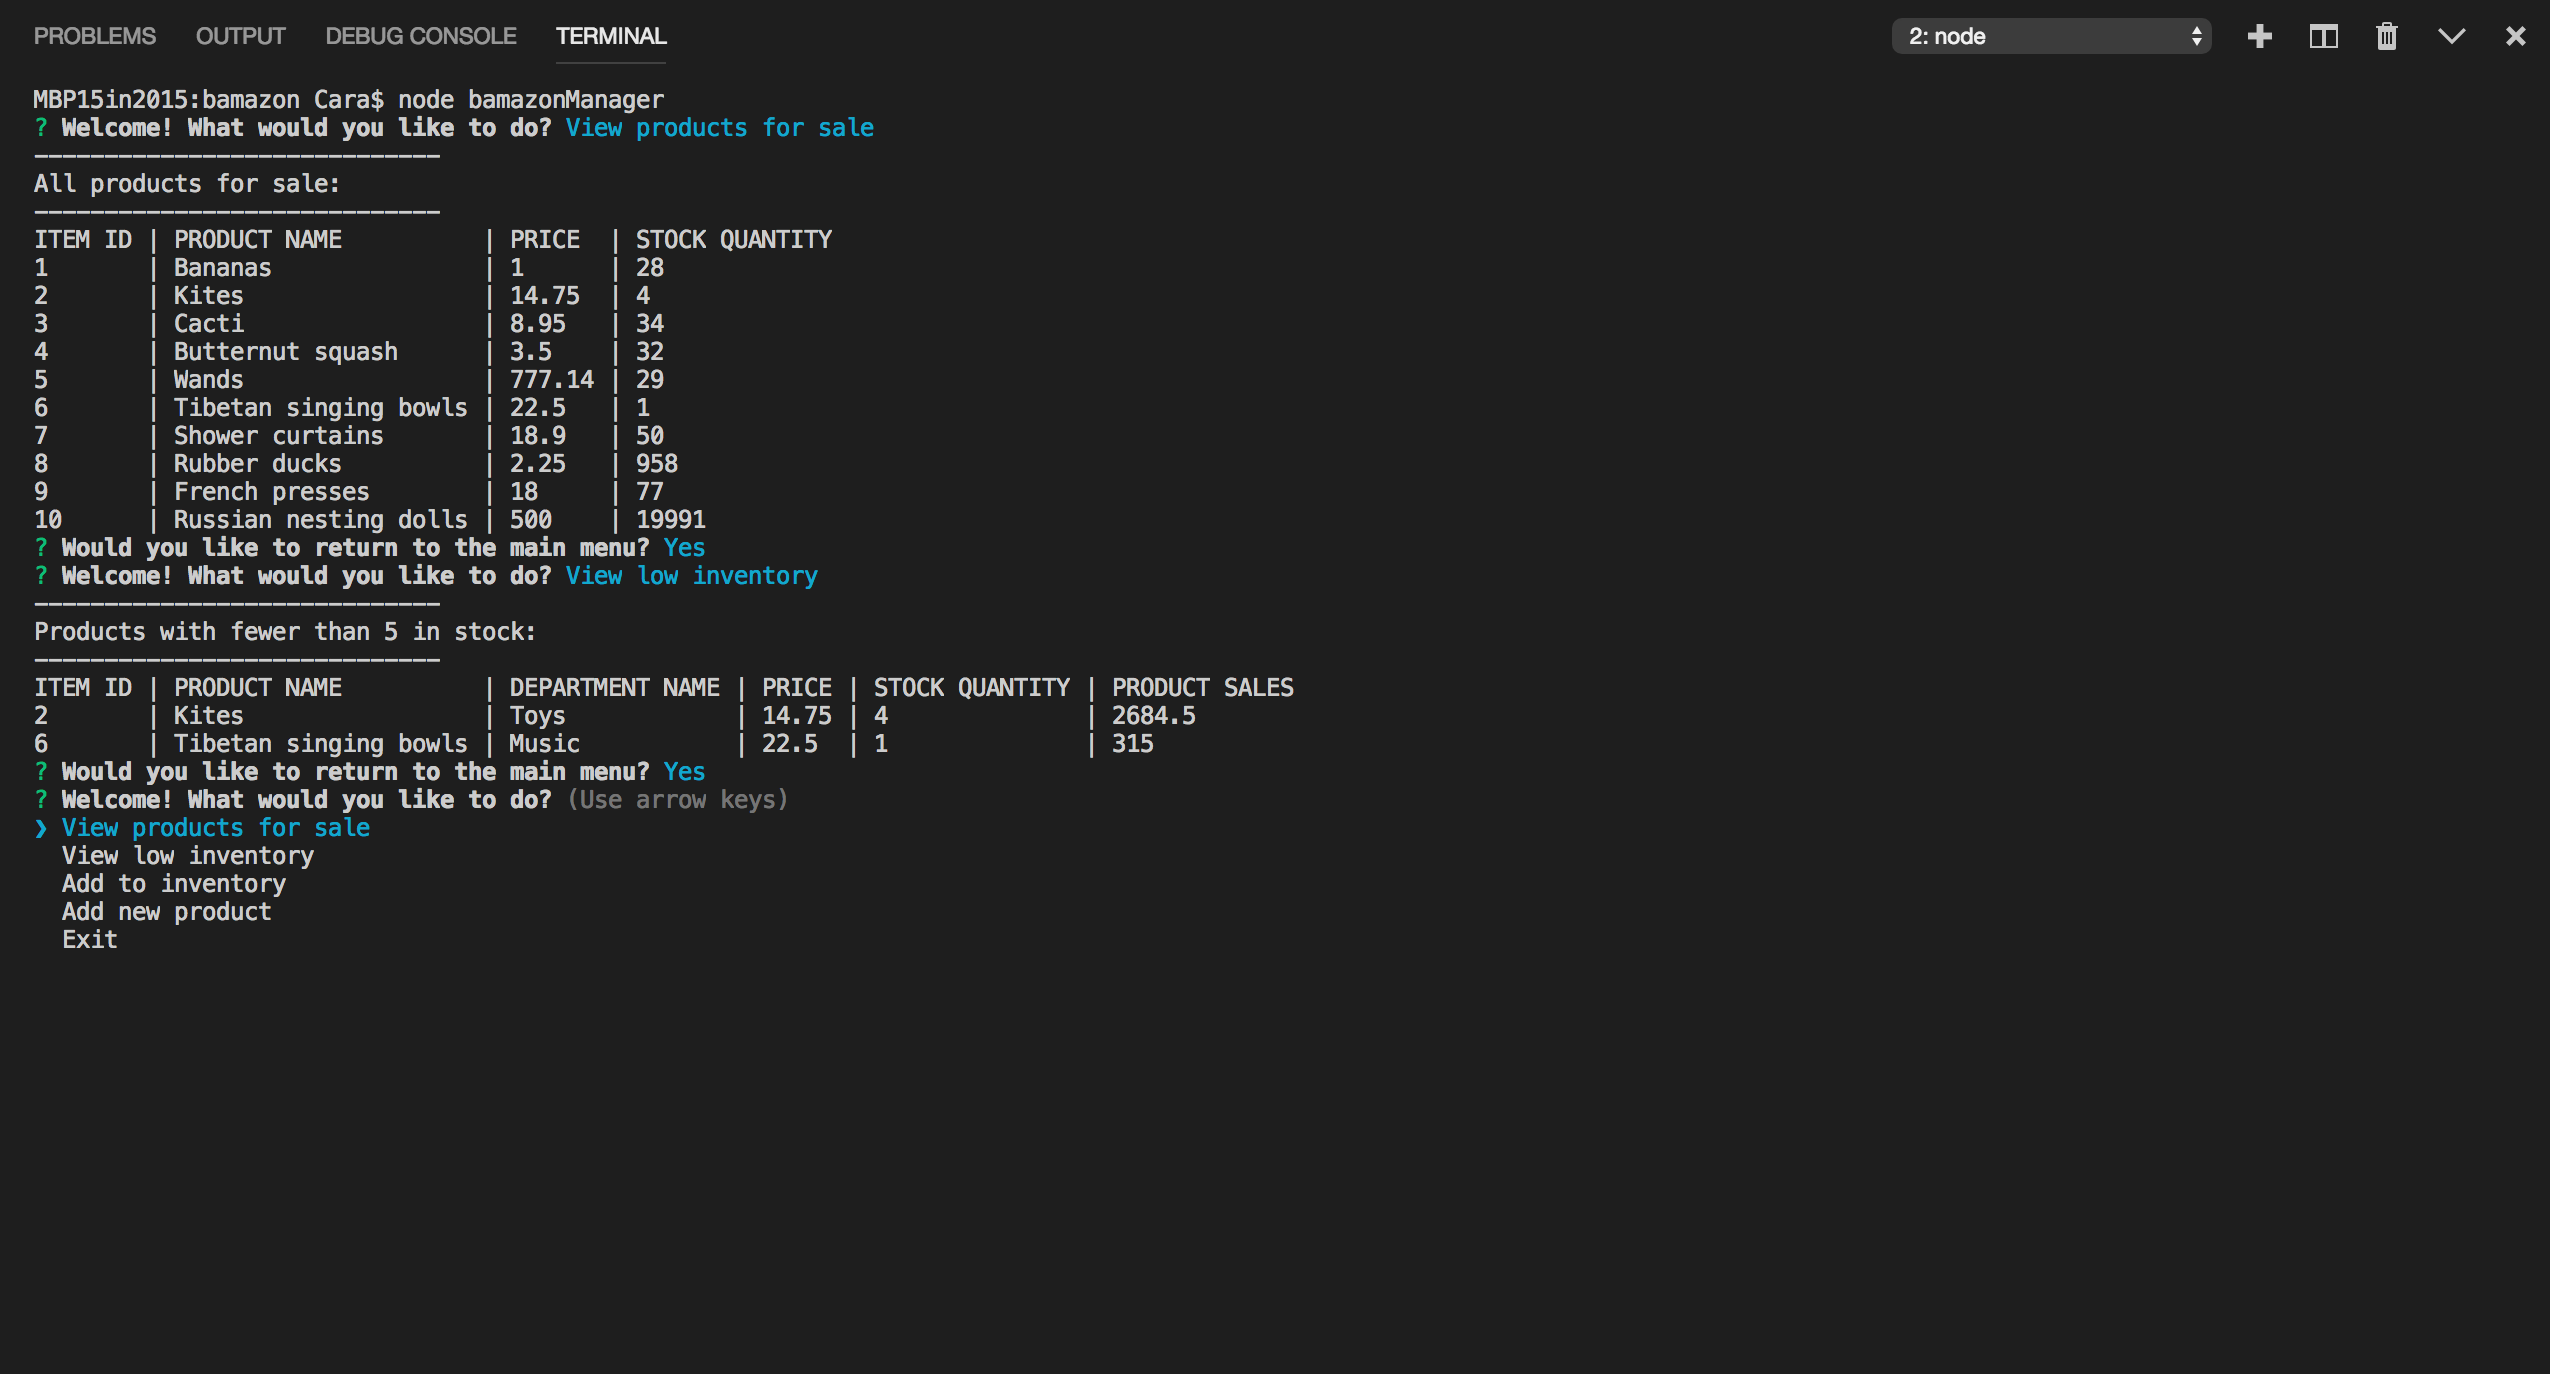 PROBLEMS OUTPUT DEBUG CONSOLE TERMINAL 2: node
MBP15in2015:bamazon Cara$ node bamazonManager
? Welcome! What would you like to do? View products for sale
-----------------------------
All products for sale:
-----------------------------
ITEM ID | PRODUCT NAME          | PRICE  | STOCK QUANTITY
1       | Bananas               | 1      | 28
2       | Kites                 | 14.75  | 4
3       | Cacti                 | 8.95   | 34
4       | Butternut squash      | 3.5    | 32
5       | Wands                 | 777.14 | 29
6       | Tibetan singing bowls | 22.5   | 1
7       | Shower curtains       | 18.9   | 50
8       | Rubber ducks          | 2.25   | 958
9       | French presses        | 18     | 77
10      | Russian nesting dolls | 500    | 19991
? Would you like to return to the main menu? Yes
? Welcome! What would you like to do? View low inventory
-----------------------------
Products with fewer than 5 in stock:
-----------------------------
ITEM ID | PRODUCT NAME          | DEPARTMENT NAME | PRICE | STOCK QUANTITY | PRODUCT SALES
2       | Kites                 | Toys            | 14.75 | 4              | 2684.5
6       | Tibetan singing bowls | Music           | 22.5  | 1              | 315
? Would you like to return to the main menu? Yes
? Welcome! What would you like to do? (Use arrow keys)
❯ View products for sale
  View low inventory
  Add to inventory
  Add new product
  Exit